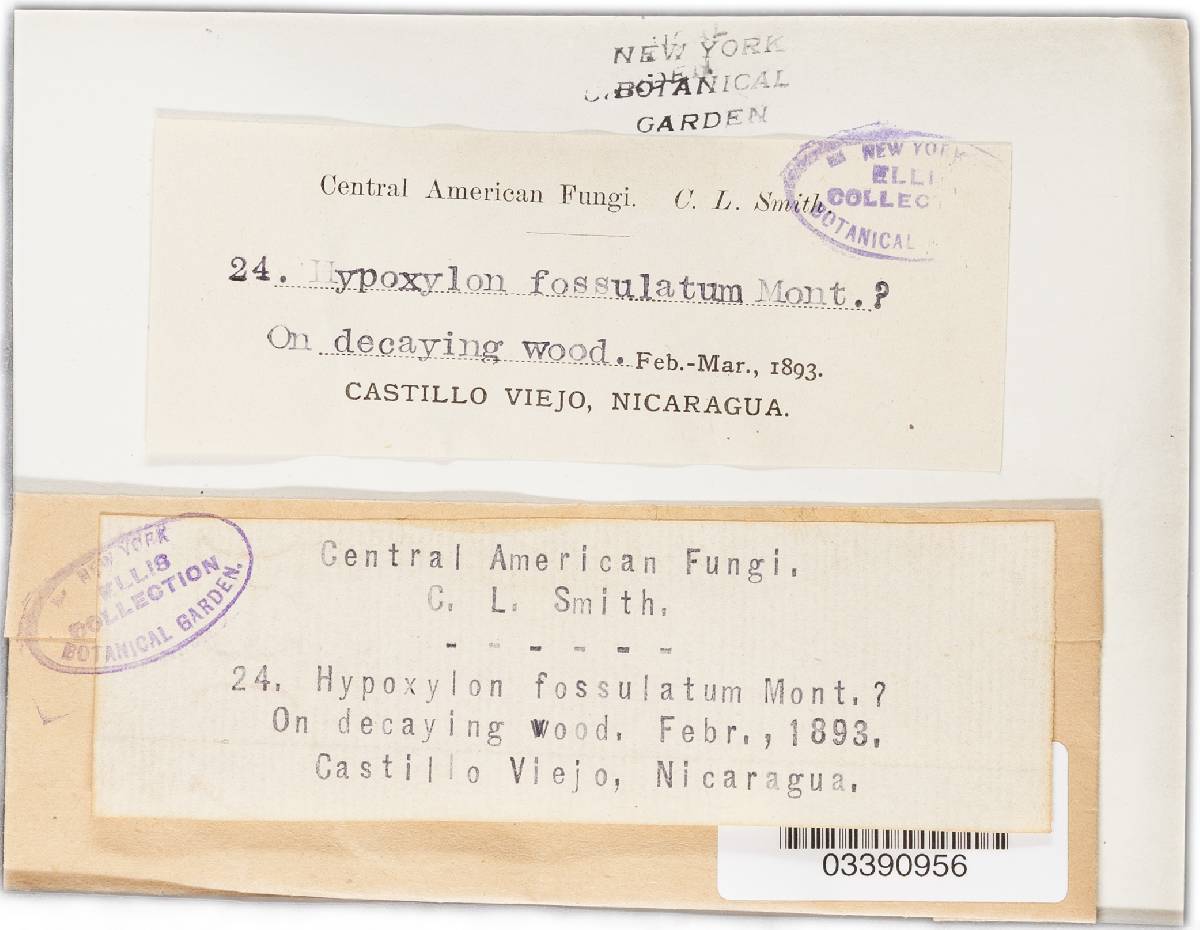 NEW YORK
BOTANICAL
GARDEN
NEW YORK
ELLI
COLLEC
BOTANICAL
Central American Fungi. C. L. Smith.
24. Hypoxylon fossulatum Mont.?
On decaying wood. Feb.-Mar., 1893.
CASTILLO VIEJO, NICARAGUA.
NEW YORK
ELLIS
COLLECTION
BOTANICAL GARDEN.
Central American Fungi.
C. L. Smith.
- - - - - -
24. Hypoxylon fossulatum Mont.?
On decaying wood. Febr., 1893.
Castillo Viejo, Nicaragua.
03390956